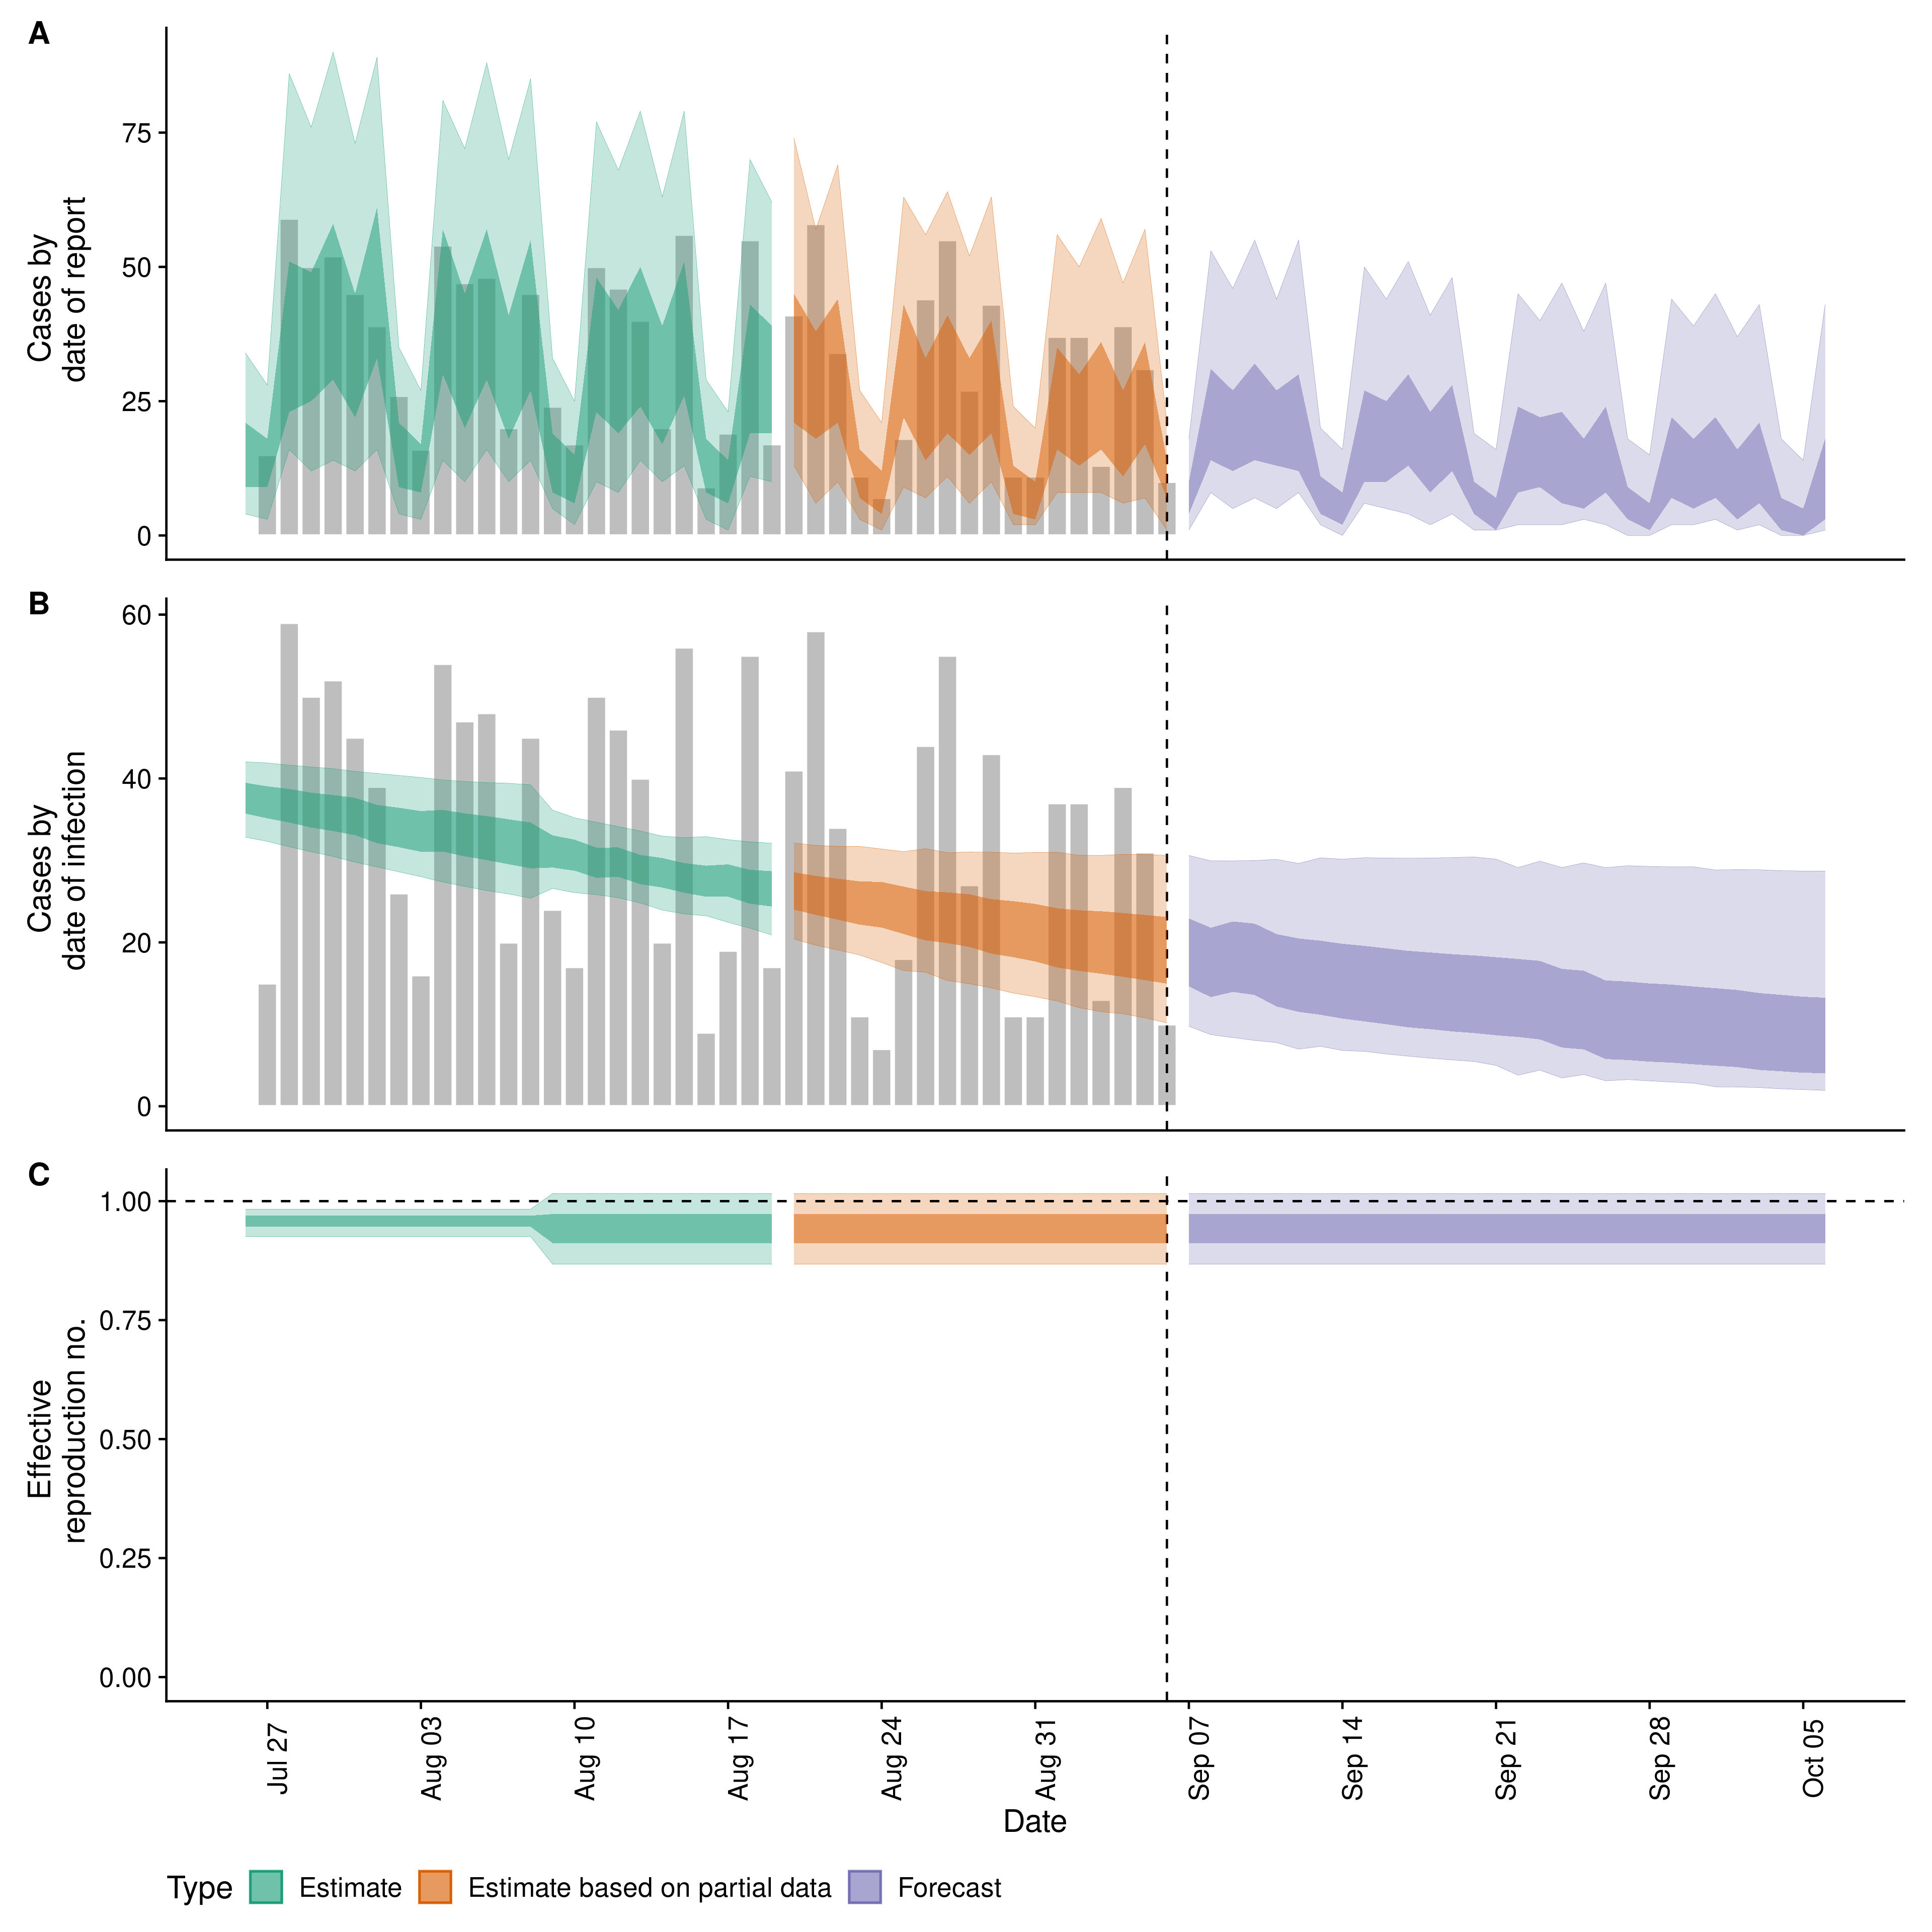 A
75
50
25
0
Cases by
date of report
B
60
40
20
0
Cases by
date of infection
C
1.00
0.75
0.50
0.25
0.00
Effective
reproduction no.
Jul 27
Aug 03
Aug 10
Aug 17
Aug 24
Aug 31
Sep 07
Sep 14
Sep 21
Sep 28
Oct 05
Date
Type Estimate Estimate based on partial data Forecast